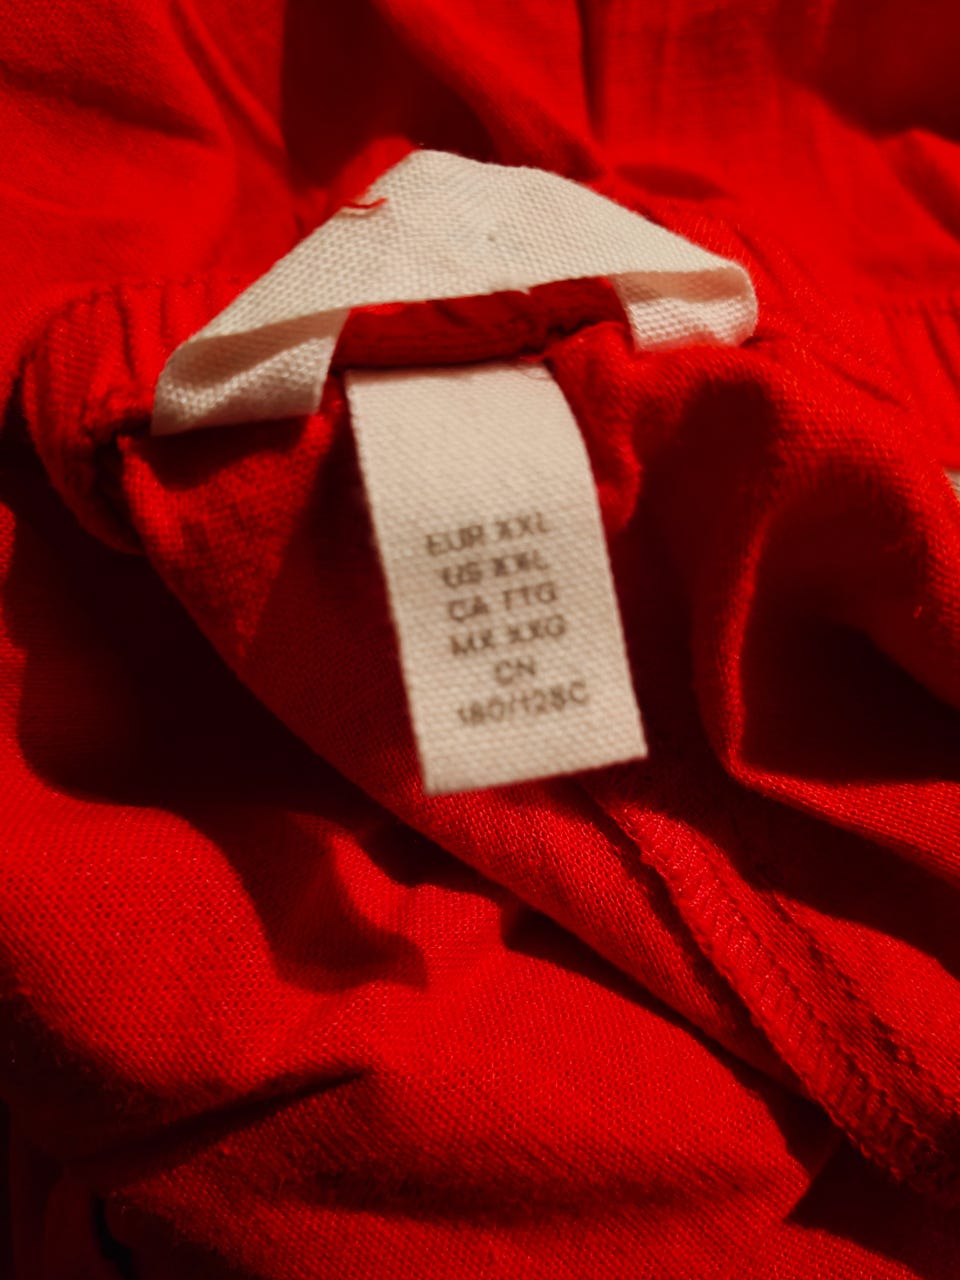 EUR XXL
US XXL
CA TTG
MX XXG
CN
180/128C